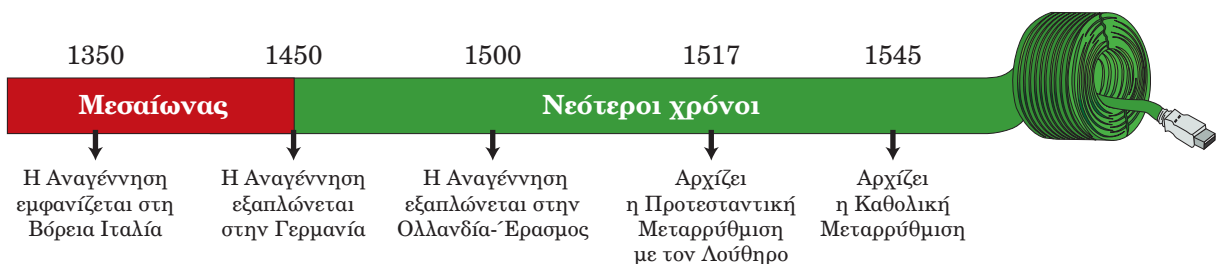 1350
1450
1500
1517
1545
Μεσαίωνας
Νεότεροι χρόνοι
Η Αναγέννηση
εμφανίζεται στη
Βόρεια Ιταλία
Η Αναγέννηση
εξαπλώνεται
στην Γερμανία
Η Αναγέννηση
εξαπλώνεται στην
Ολλανδία-Έρασμος
Αρχίζει
η Προτεσταντική
Μεταρρύθμιση
με τον Λούθηρο
Αρχίζει
η Καθολική
Μεταρρύθμιση